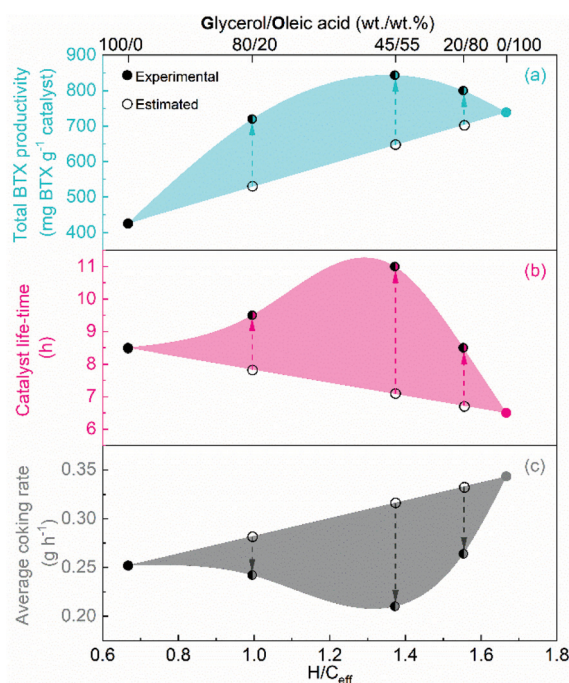 Glycerol/Oleic acid (wt./wt.%)
100/0 80/20 45/55 20/80 0/100
Total BTX productivity
(mg BTX g⁻¹ catalyst)
900
800
700
600
500
400
Experimental
Estimated
(a)
Catalyst life-time
(h)
11
10
9
8
7
6
(b)
Average coking rate
(g h⁻¹)
0.35
0.30
0.25
0.20
(c)
0.6 0.8 1.0 1.2 1.4 1.6 1.8
H/C_eff